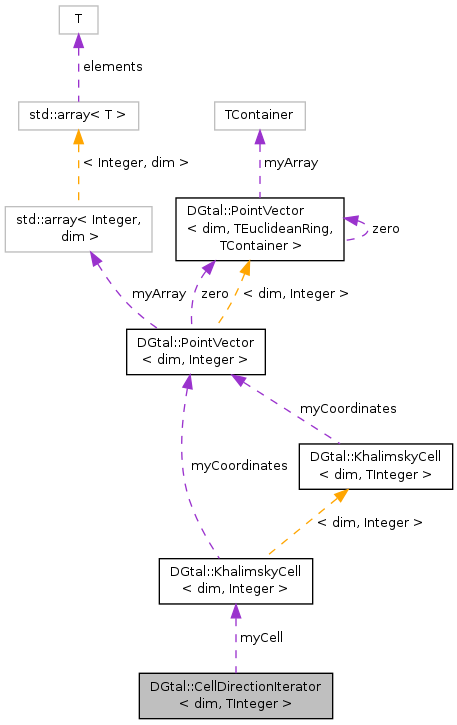 T
elements
std::array< T >
TContainer
< Integer, dim >
myArray
std::array< Integer,
dim >
DGtal::PointVector
< dim, TEuclideanRing,
TContainer >
zero
myArray
zero
< dim, Integer >
DGtal::PointVector
< dim, Integer >
myCoordinates
DGtal::KhalimskyCell
< dim, TInteger >
myCoordinates
< dim, Integer >
DGtal::KhalimskyCell
< dim, Integer >
myCell
DGtal::CellDirectionIterator
< dim, TInteger >